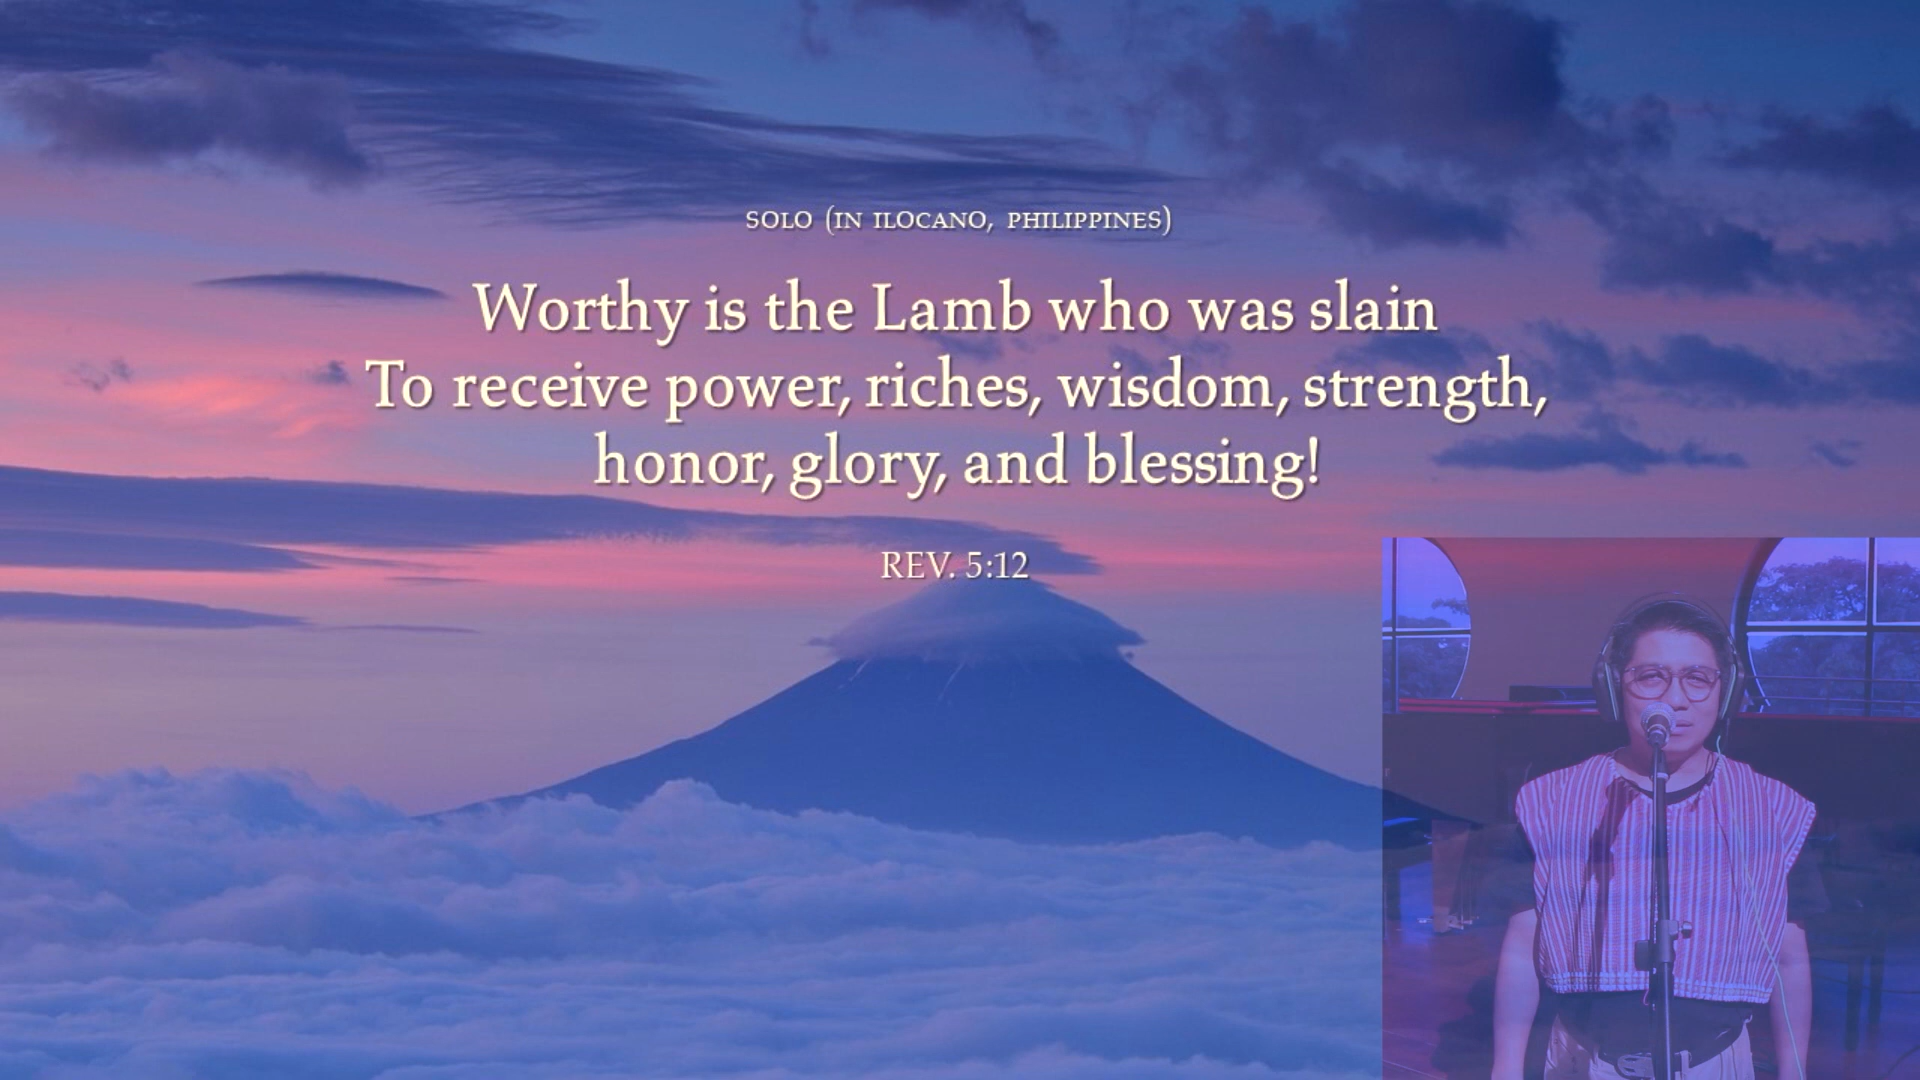 SOLO (IN ILOCANO, PHILIPPINES)
Worthy is the Lamb who was slain
To receive power, riches, wisdom, strength,
honor, glory, and blessing!
REV. 5:12